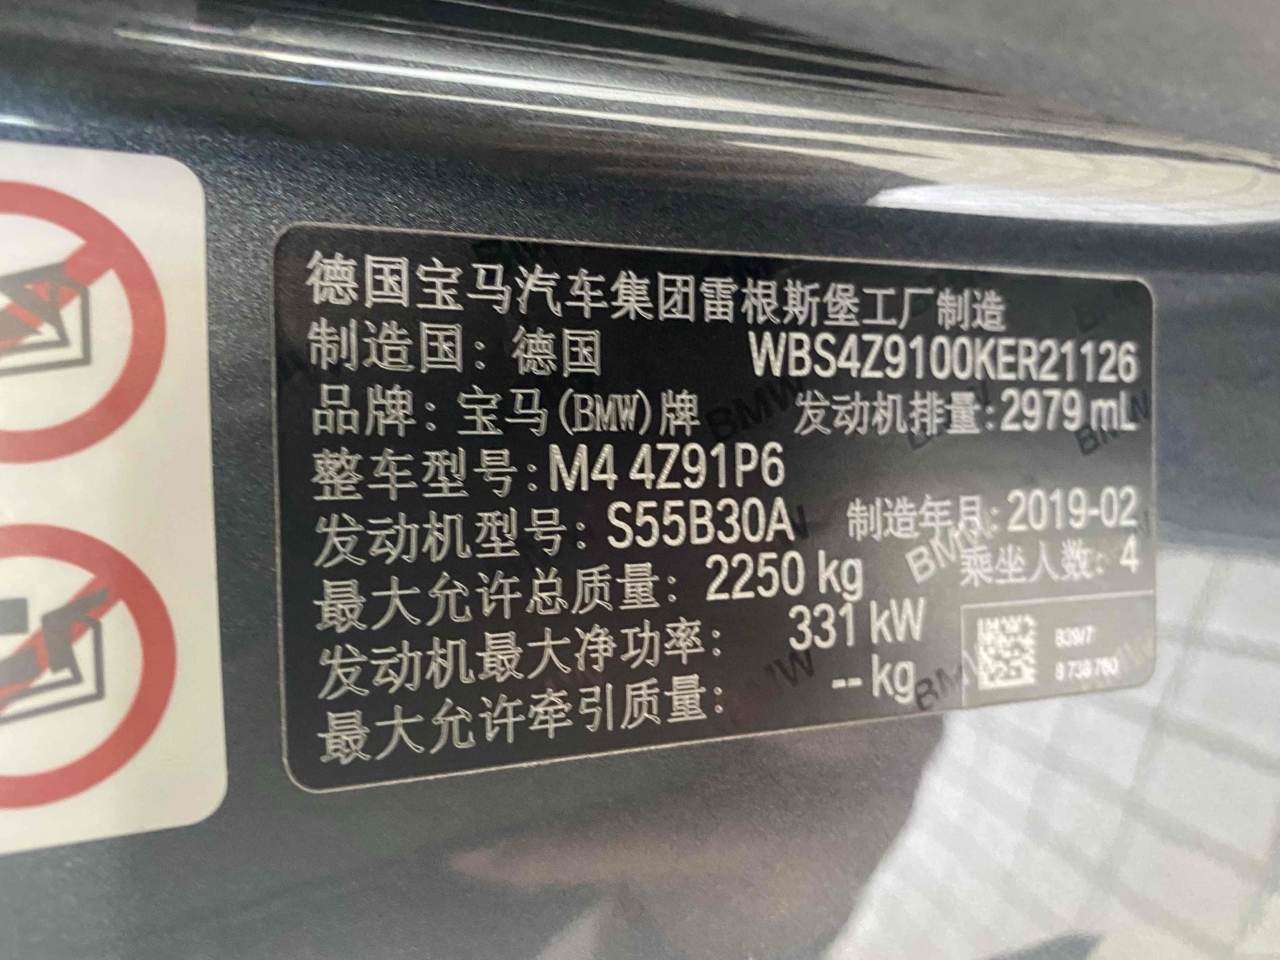 德国宝马汽车集团雷根斯堡工厂制造
制造国：德国 WBS4Z9100KER21126
品牌：宝马(BMW)牌 发动机排量:2979 mL
整车型号:M4 4Z91P6
发动机型号: S55B30A 制造年月:2019-02
最大允许总质量: 2250 kg 乘坐人数: 4
发动机最大净功率: 331 kW
最大允许牵引质量: -- kg
8 738 760